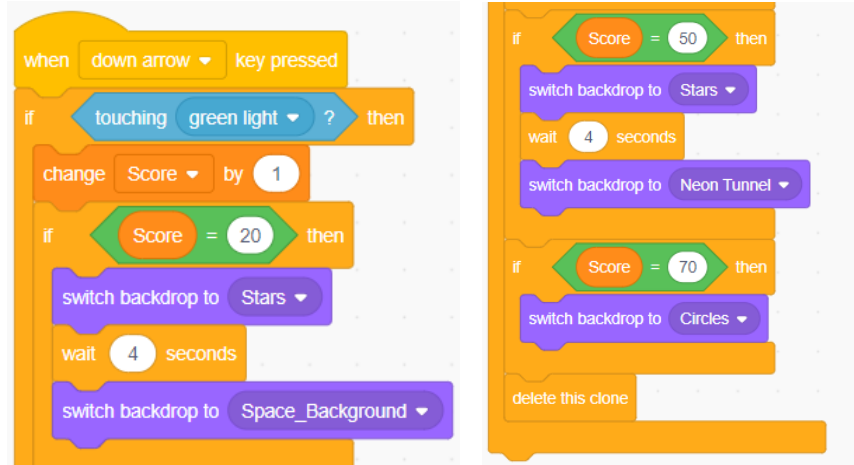 when down arrow key pressed
if touching green light ? then
change Score by 1
if Score = 20 then
switch backdrop to Stars
wait 4 seconds
switch backdrop to Space_Background
if Score = 50 then
switch backdrop to Stars
wait 4 seconds
switch backdrop to Neon Tunnel
if Score = 70 then
switch backdrop to Circles
delete this clone